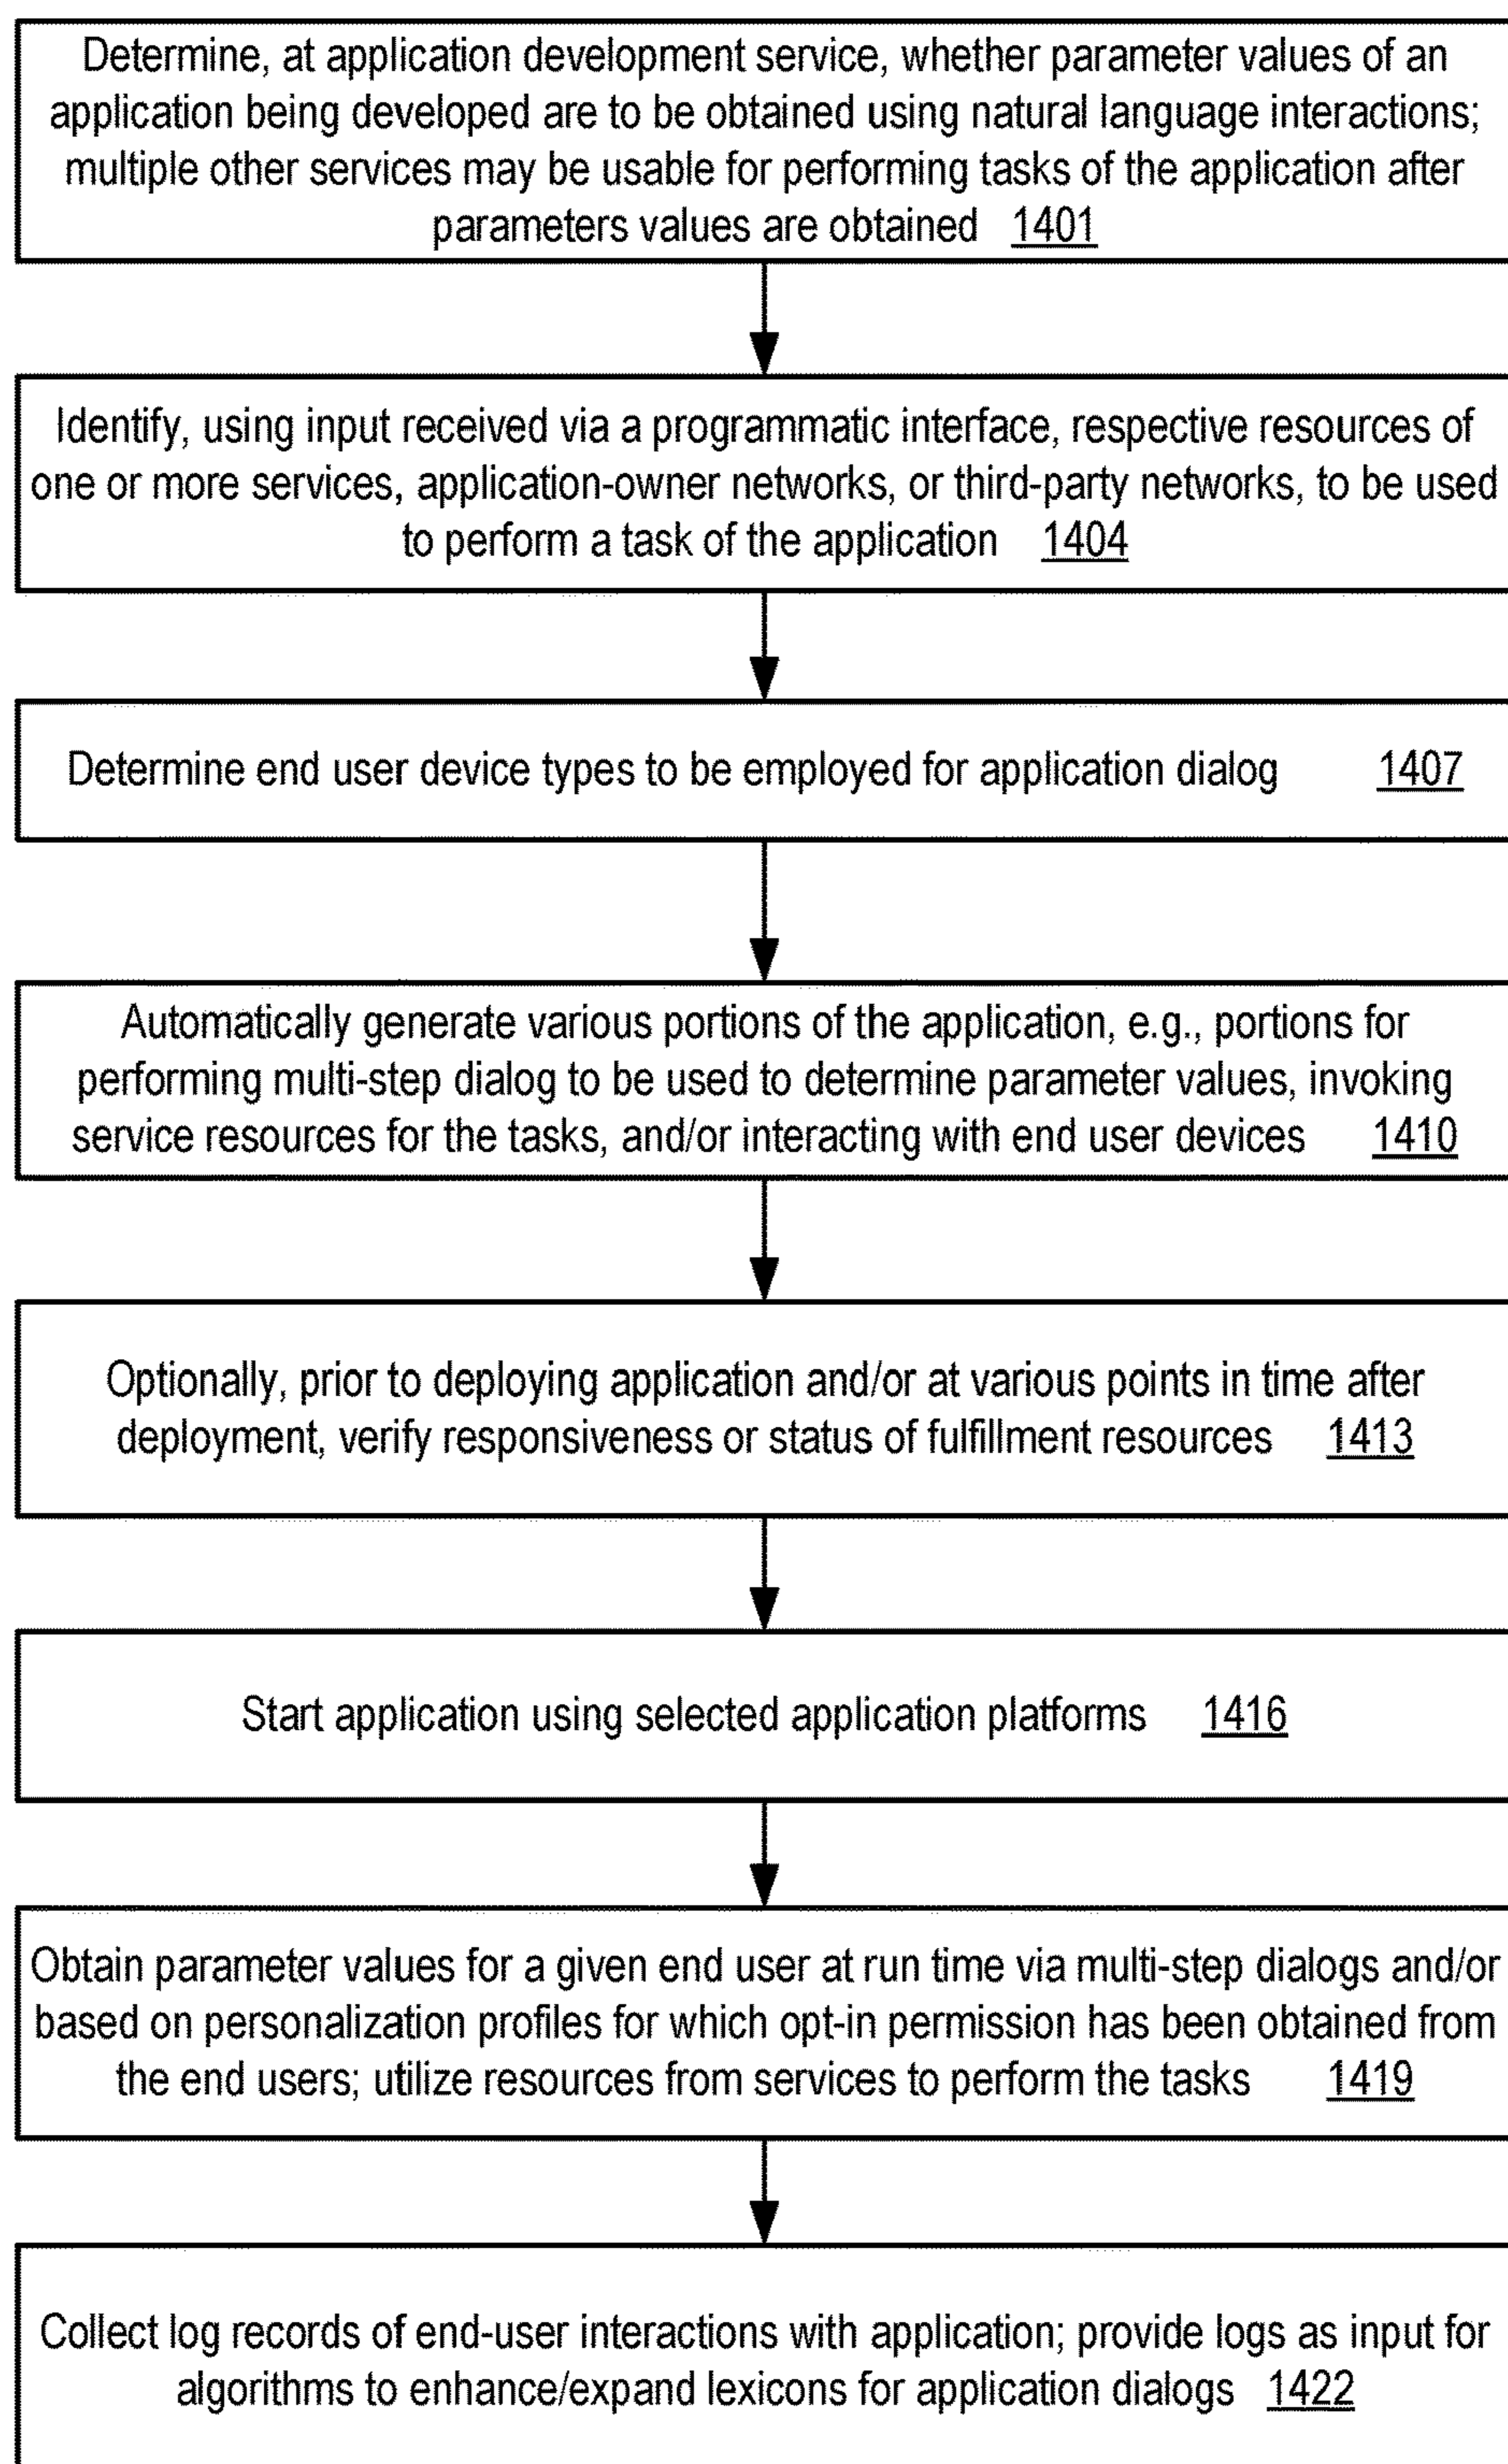 Determine, at application development service, whether parameter values of an
application being developed are to be obtained using natural language interactions;
multiple other services may be usable for performing tasks of the application after
parameters values are obtained 1401
Identify, using input received via a programmatic interface, respective resources of
one or more services, application-owner networks, or third-party networks, to be used
to perform a task of the application 1404
Determine end user device types to be employed for application dialog 1407
Automatically generate various portions of the application, e.g., portions for
performing multi-step dialog to be used to determine parameter values, invoking
service resources for the tasks, and/or interacting with end user devices 1410
Optionally, prior to deploying application and/or at various points in time after
deployment, verify responsiveness or status of fulfillment resources 1413
Start application using selected application platforms 1416
Obtain parameter values for a given end user at run time via multi-step dialogs and/or
based on personalization profiles for which opt-in permission has been obtained from
the end users; utilize resources from services to perform the tasks 1419
Collect log records of end-user interactions with application; provide logs as input for
algorithms to enhance/expand lexicons for application dialogs 1422